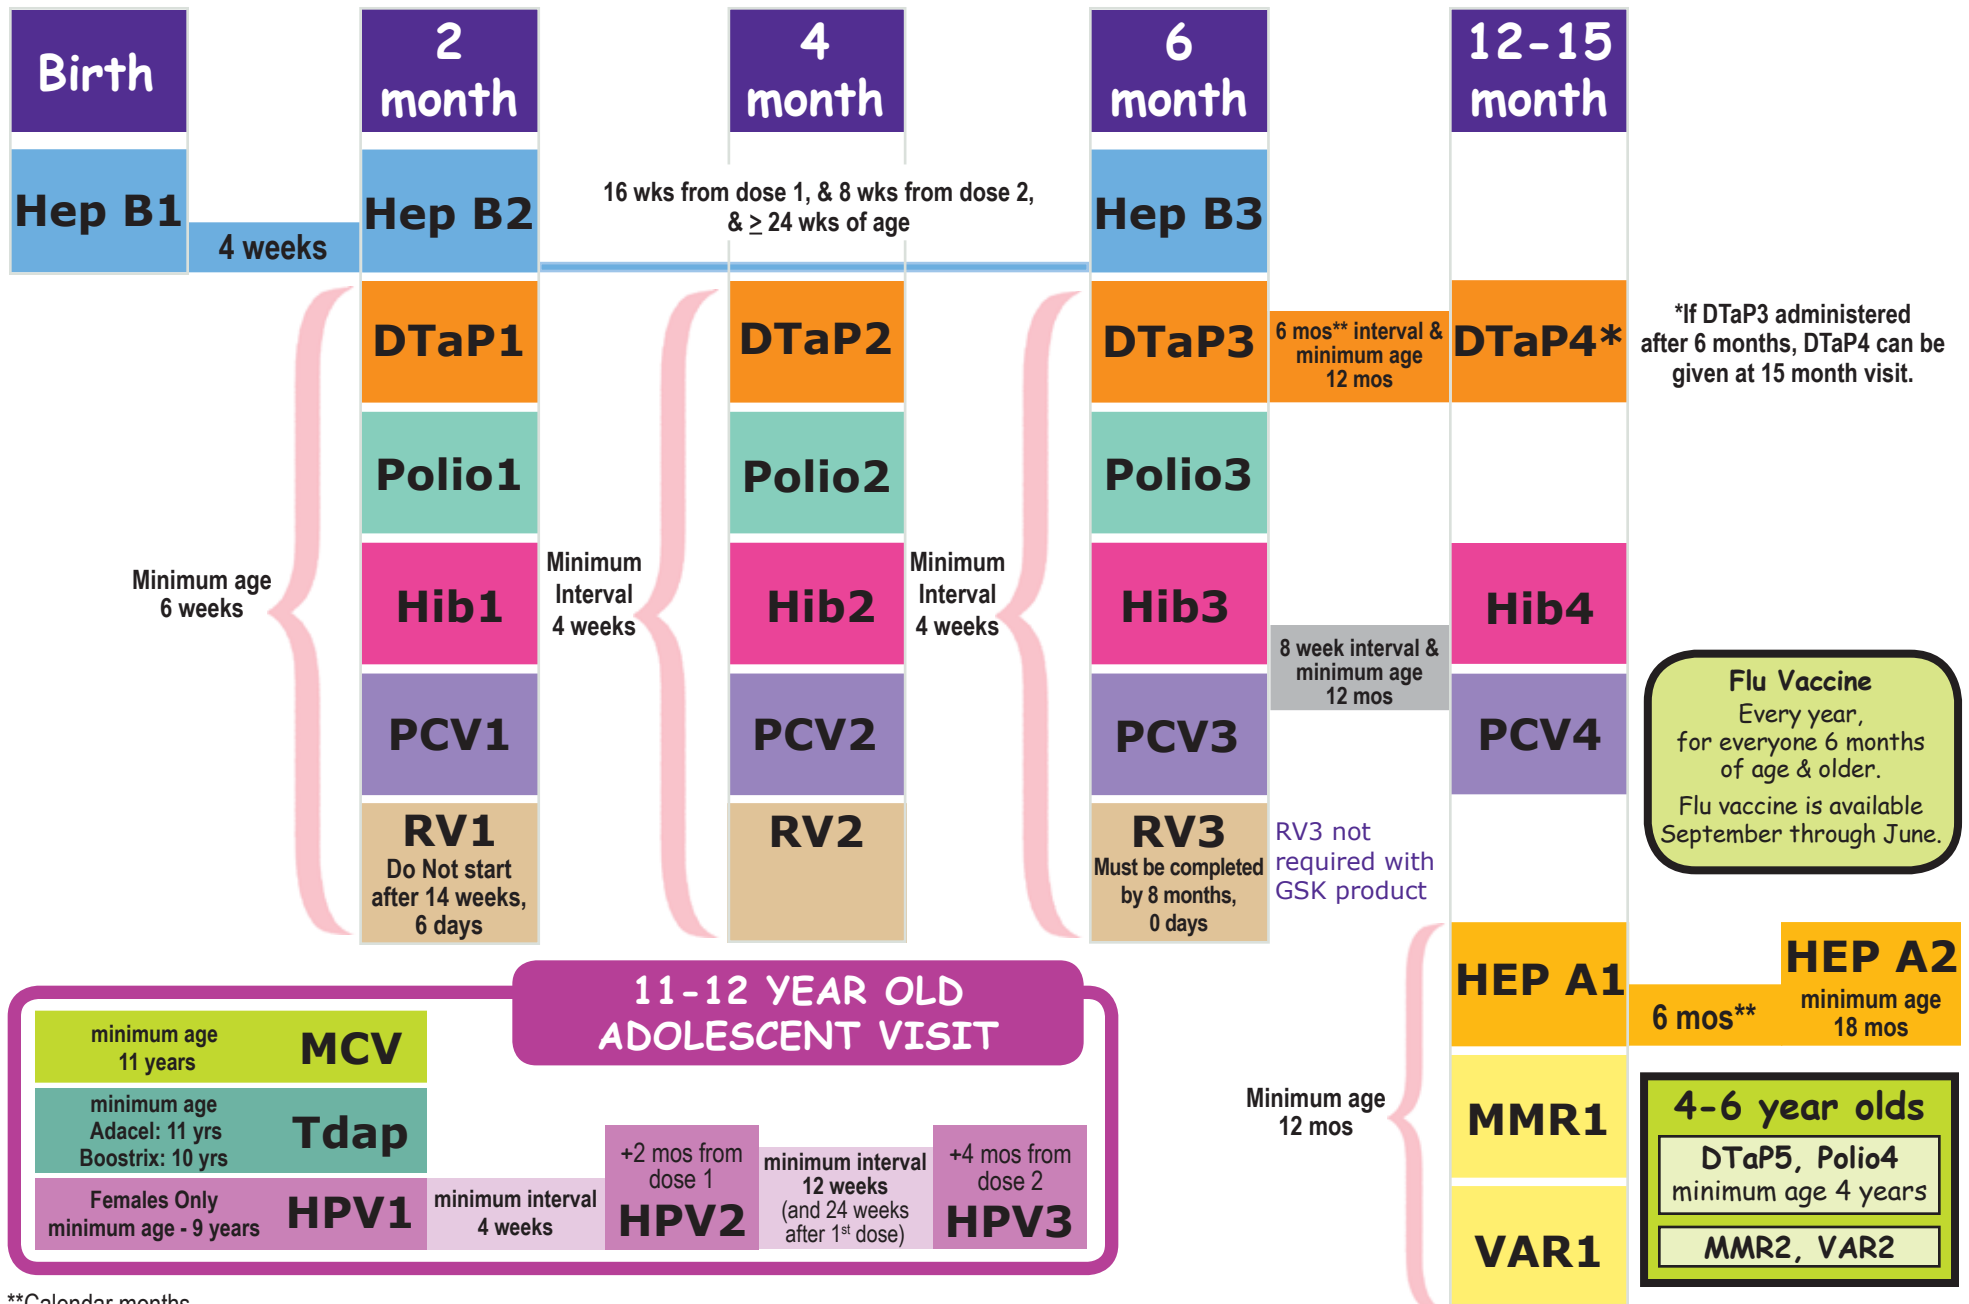 Birth
2
month
4
month
6
month
12-15
month
Hep B1
4 weeks
Hep B2
16 wks from dose 1, & 8 wks from dose 2,
& ≥ 24 wks of age
Hep B3
DTaP1
DTaP2
DTaP3
6 mos** interval &
minimum age
12 mos
DTaP4*
*If DTaP3 administered
after 6 months, DTaP4 can be
given at 15 month visit.
Polio1
Polio2
Polio3
Minimum age
6 weeks
Hib1
Minimum
Interval
4 weeks
Hib2
Minimum
Interval
4 weeks
Hib3
8 week interval &
minimum age
12 mos
Hib4
PCV1
PCV2
PCV3
PCV4
Flu Vaccine
Every year,
for everyone 6 months
of age & older.
Flu vaccine is available
September through June.
RV1
Do Not start
after 14 weeks,
6 days
RV2
RV3
Must be completed
by 8 months,
0 days
RV3 not
required with
GSK product
Minimum age
12 mos
HEP A1
6 mos**
HEP A2
minimum age
18 mos
MMR1
VAR1
4-6 year olds
DTaP5, Polio4
minimum age 4 years
MMR2, VAR2
11-12 YEAR OLD
ADOLESCENT VISIT
minimum age
11 years
MCV
minimum age
Adacel: 11 yrs
Boostrix: 10 yrs
Tdap
Females Only
minimum age - 9 years
HPV1
minimum interval
4 weeks
+2 mos from
dose 1
HPV2
minimum interval
12 weeks
(and 24 weeks
after 1st dose)
+4 mos from
dose 2
HPV3
**Calendar months